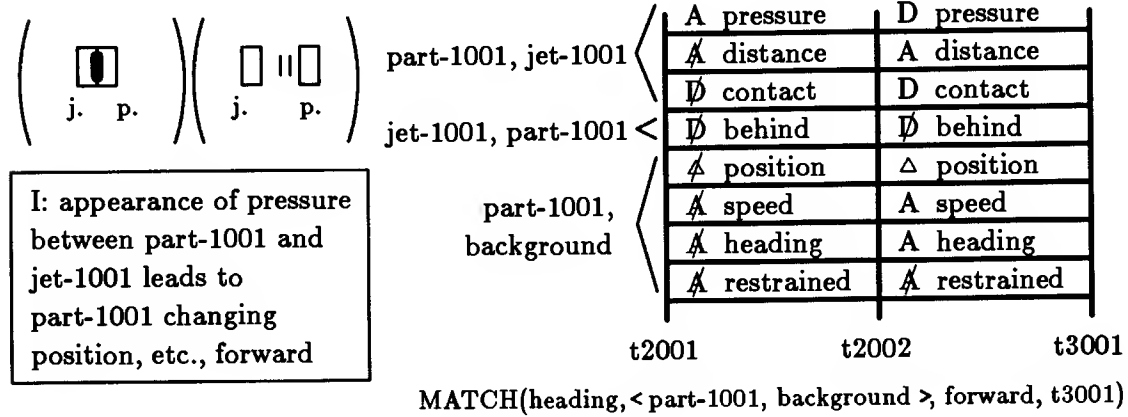 j. p.
j. p.
I: appearance of pressure
between part-1001 and
jet-1001 leads to
part-1001 changing
position, etc., forward
part-1001, jet-1001
jet-1001, part-1001
part-1001,
background
A pressure D pressure
A̸ distance A distance
D̸ contact D contact
D̸ behind D̸ behind
△̸ position △ position
A̸ speed A speed
A̸ heading A heading
A̸ restrained A̸ restrained
t2001 t2002 t3001
MATCH(heading,< part-1001, background >, forward, t3001)